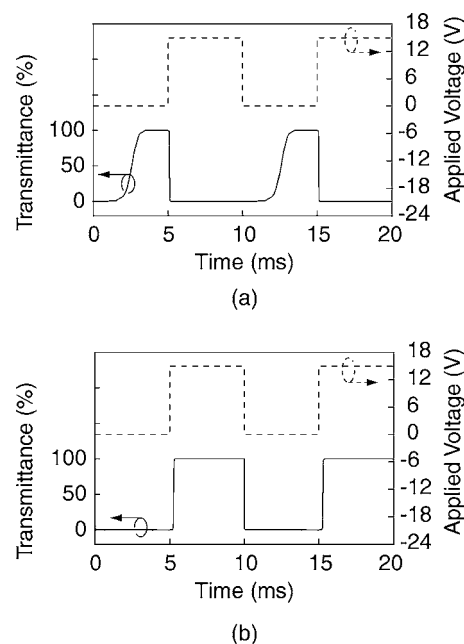 18
12
6
0
-6
-12
-18
-24
100
50
0
Transmittance (%)
Applied Voltage (V)
0 5 10 15 20
Time (ms)
(a)
18
12
6
0
-6
-12
-18
-24
100
50
0
Transmittance (%)
Applied Voltage (V)
0 5 10 15 20
Time (ms)
(b)